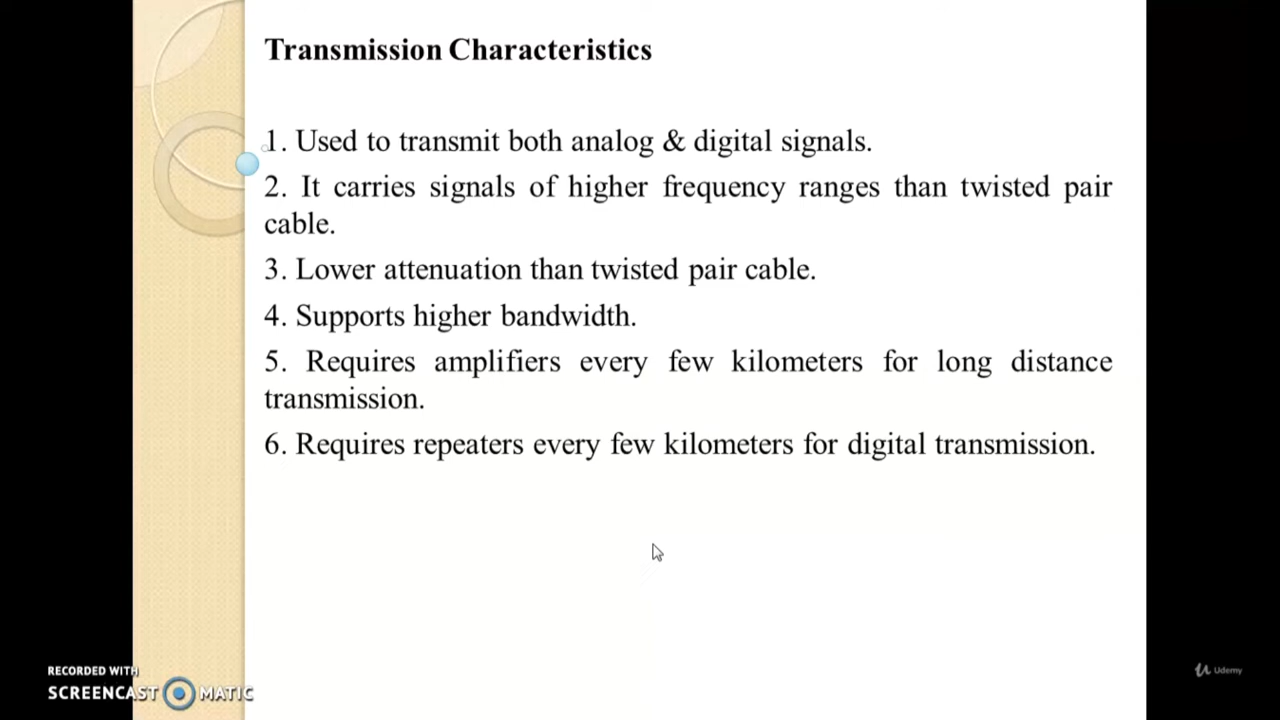 Transmission Characteristics
1. Used to transmit both analog & digital signals.
2. It carries signals of higher frequency ranges than twisted pair
cable.
3. Lower attenuation than twisted pair cable.
4. Supports higher bandwidth.
5. Requires amplifiers every few kilometers for long distance
transmission.
6. Requires repeaters every few kilometers for digital transmission.
RECORDED WITH
SCREENCAST MATIC
Udemy